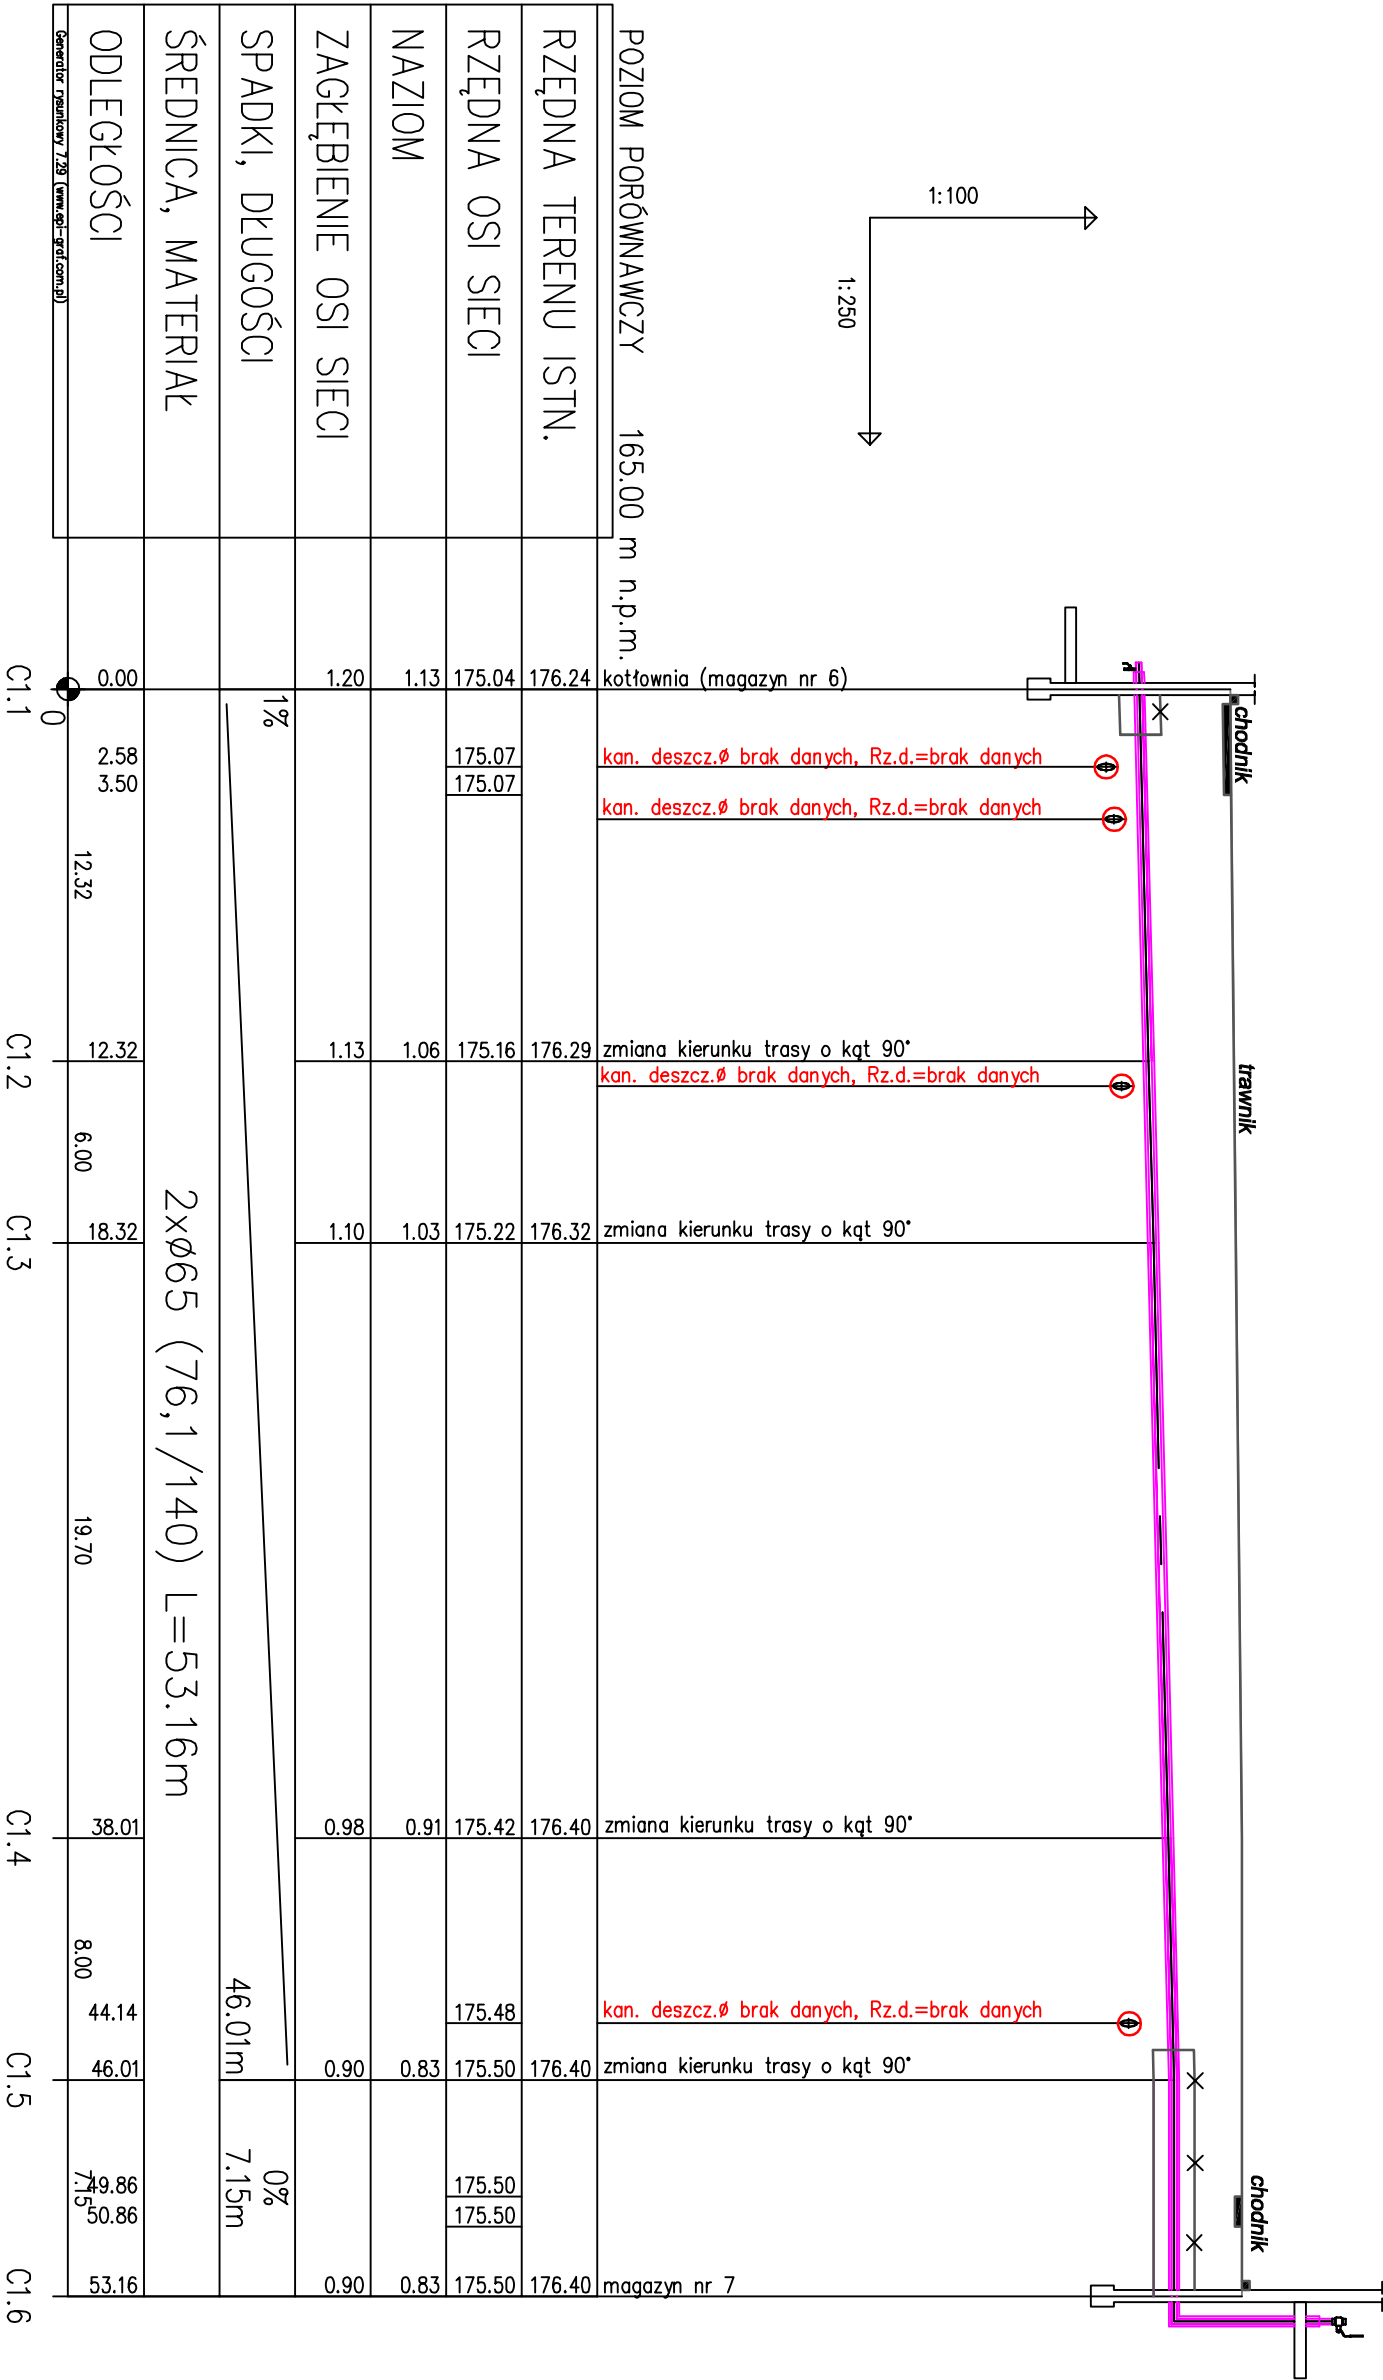 1:100
1:250
POZIOM PORÓWNAWCZY 165.00 m n.p.m.
RZĘDNA TERENU ISTN.
RZĘDNA OSI SIECI
NAZIOM
ZAGŁĘBIENIE OSI SIECI
SPADKI, DŁUGOŚCI
ŚREDNICA, MATERIAŁ
ODLEGŁOŚCI
Generator rysunkowy 7.29 (www.epi-graf.com.pl)
chodnik
trawnik
chodnik
kotłownia (magazyn nr 6)
kan. deszcz.ø brak danych, Rz.d.=brak danych
kan. deszcz.ø brak danych, Rz.d.=brak danych
zmiana kierunku trasy o kąt 90°
kan. deszcz.ø brak danych, Rz.d.=brak danych
zmiana kierunku trasy o kąt 90°
zmiana kierunku trasy o kąt 90°
kan. deszcz.ø brak danych, Rz.d.=brak danych
zmiana kierunku trasy o kąt 90°
magazyn nr 7
176.24 176.29 176.32 176.40 176.40 176.40
175.04 175.07 175.07 175.16 175.22 175.42 175.48 175.50 175.50 175.50 175.50
1.13 1.06 1.03 0.91 0.83 0.83
1.20 1.13 1.10 0.98 0.90 0.90
1% 0%
46.01m 7.15m
2xø65 (76,1/140) L=53.16m
0.00 2.58 3.50 12.32 18.32 38.01 44.14 46.01 49.86 50.86 53.16
12.32 6.00 19.70 8.00 7.15
0
C1.1 C1.2 C1.3 C1.4 C1.5 C1.6